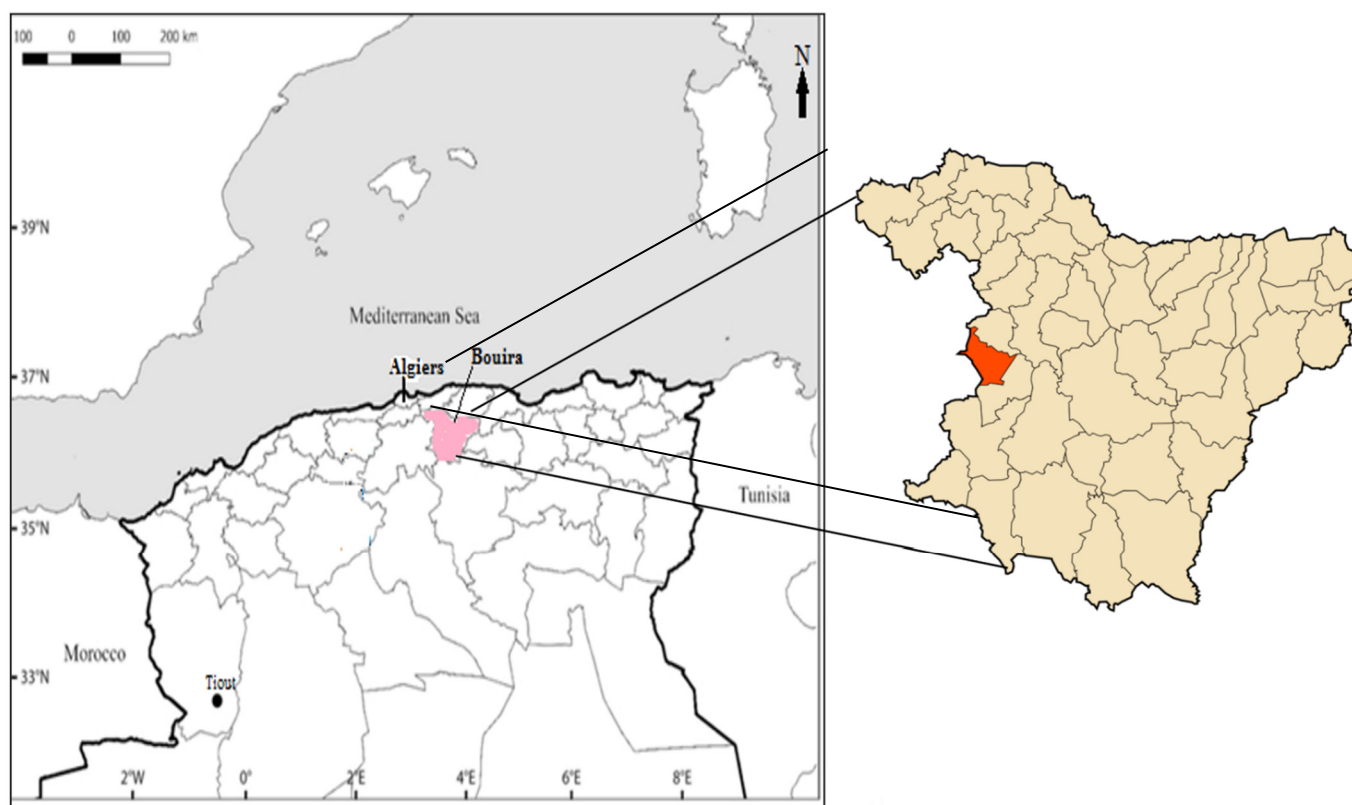 100 0 100 200 km
N
39°N
Mediterranean Sea
Bouira
37°N
Algiers
Tunisia
35°N
Morocco
33°N
Tiout
2°W 0° 2°E 4°E 6°E 8°E